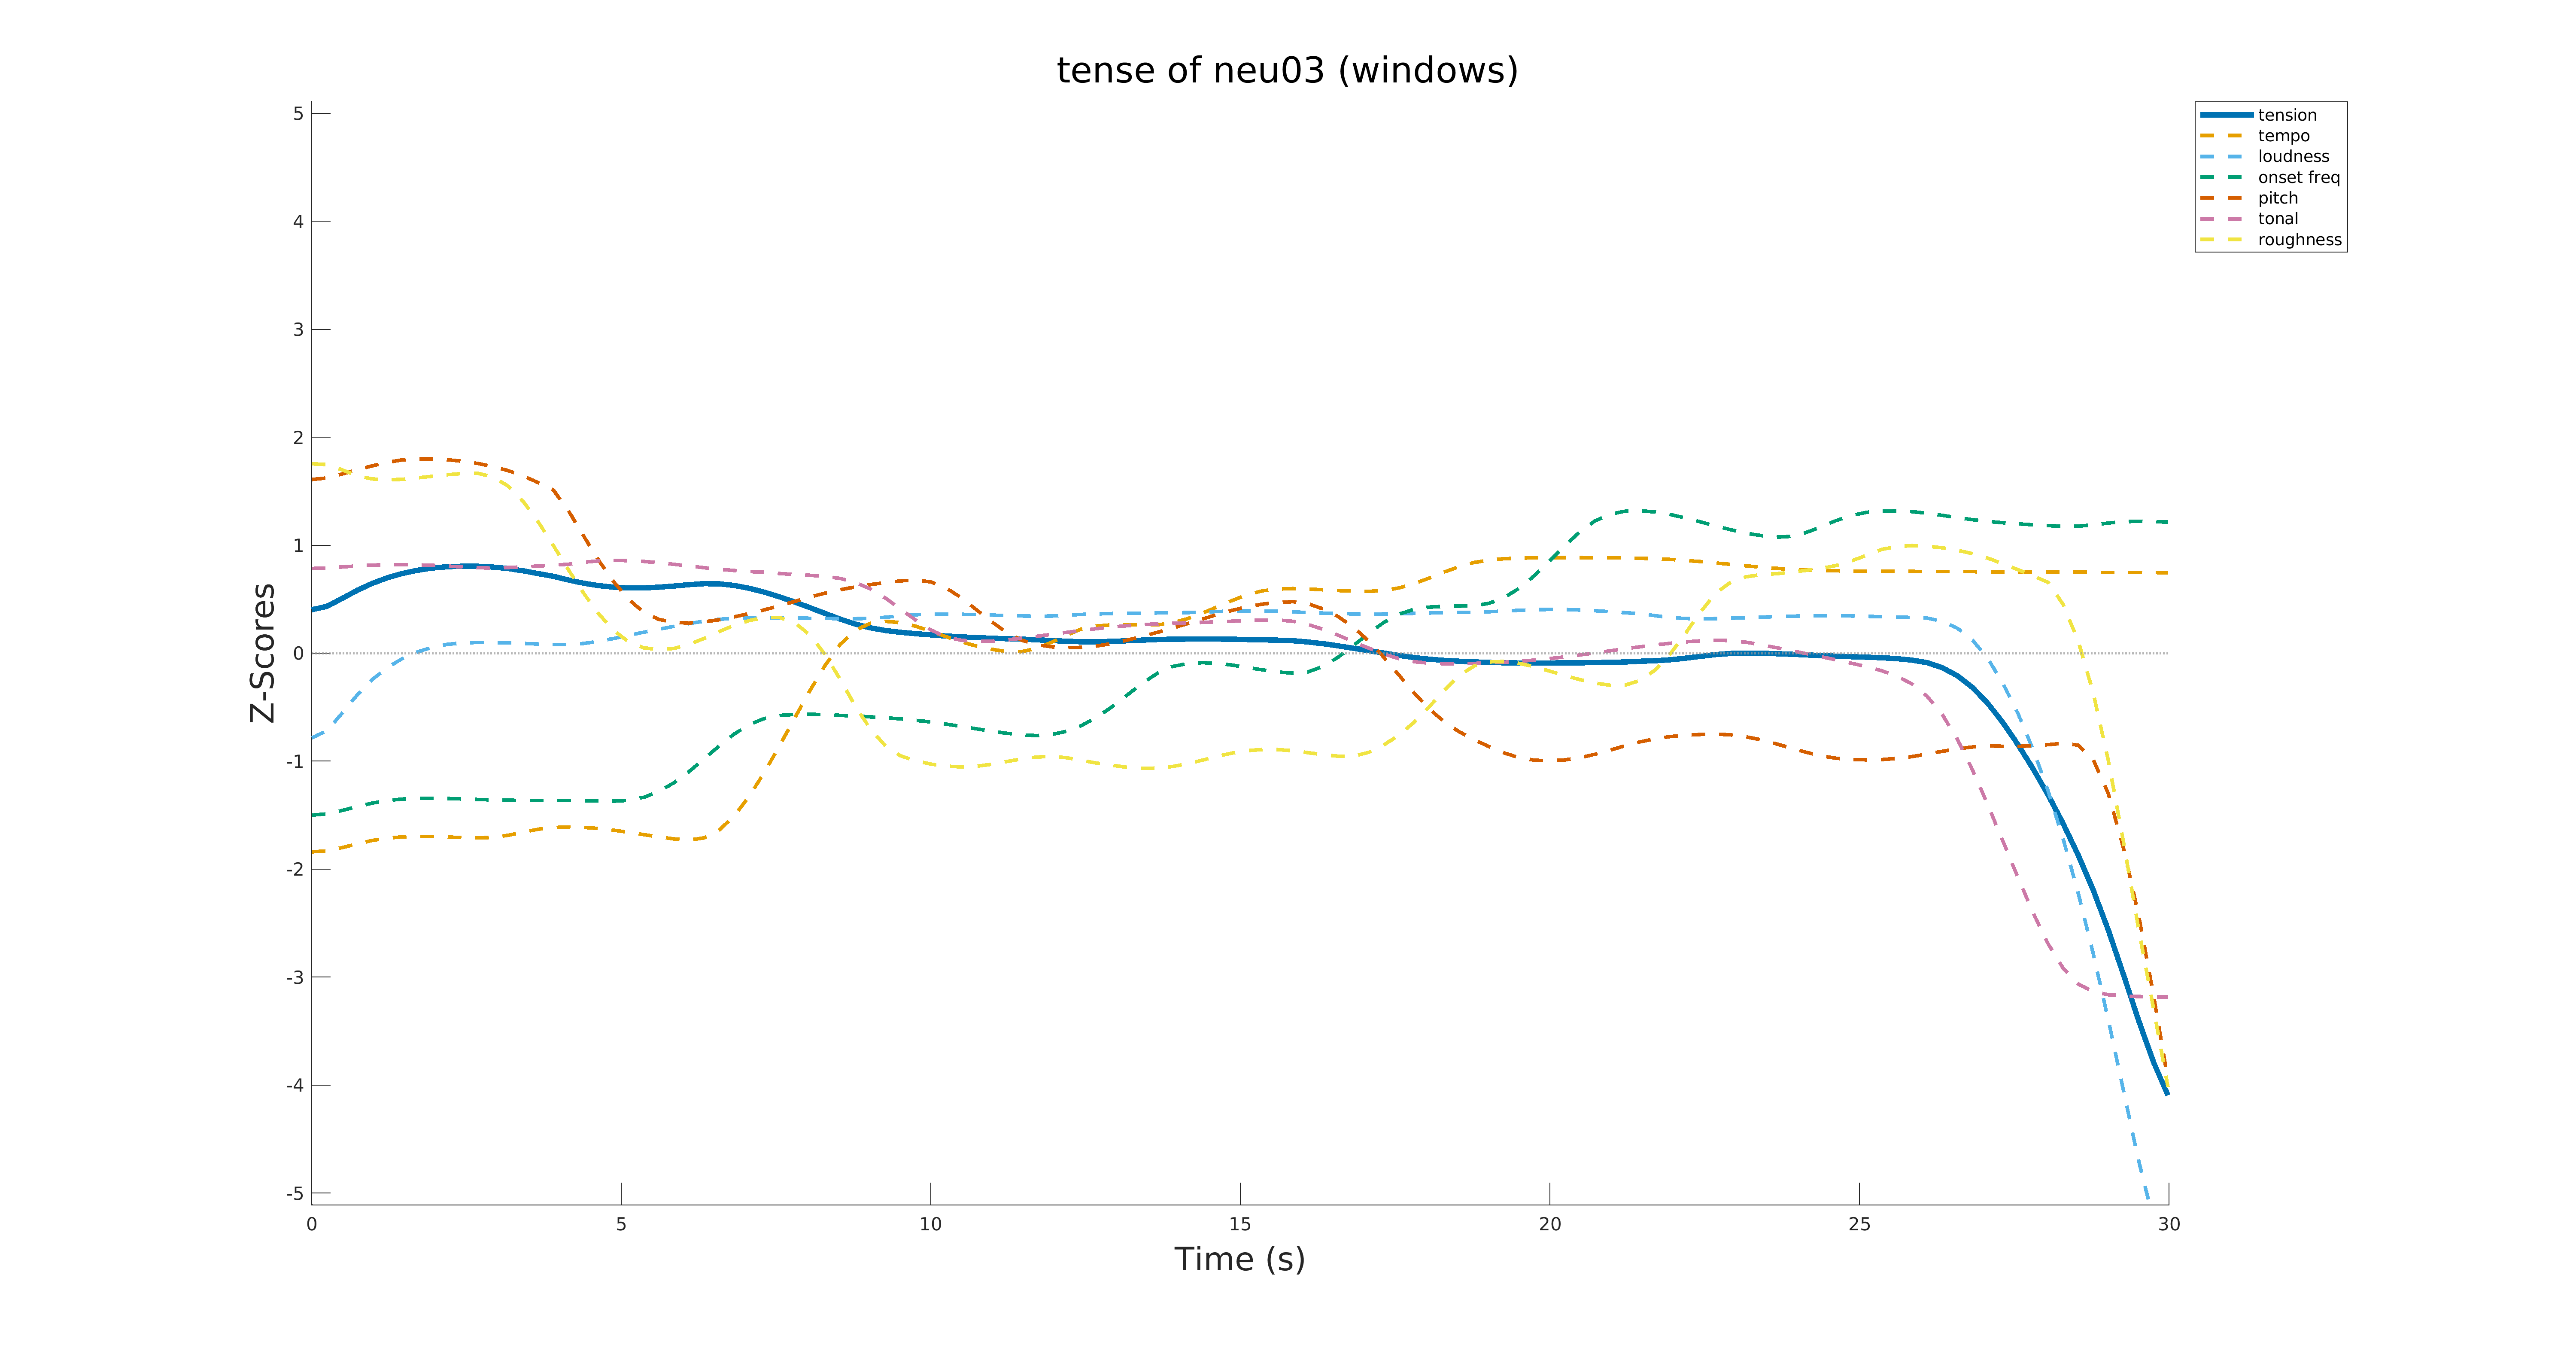 tense of neu03 (windows)
5
4
3
2
1
0
-1
-2
-3
-4
-5
Z-Scores
0 5 10 15 20 25 30
Time (s)
tension
tempo
loudness
onset freq
pitch
tonal
roughness